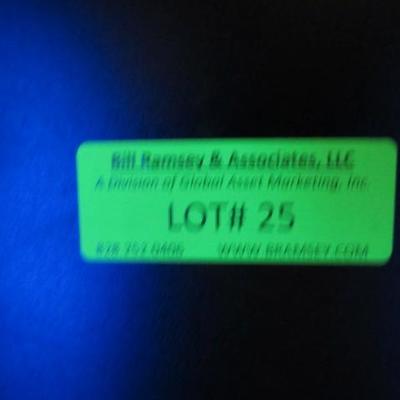 Bill Ramsey & Associates, LLC
A Division of Global Asset Marketing, Inc.
LOT# 25
WWW.BRAMSEY.COM